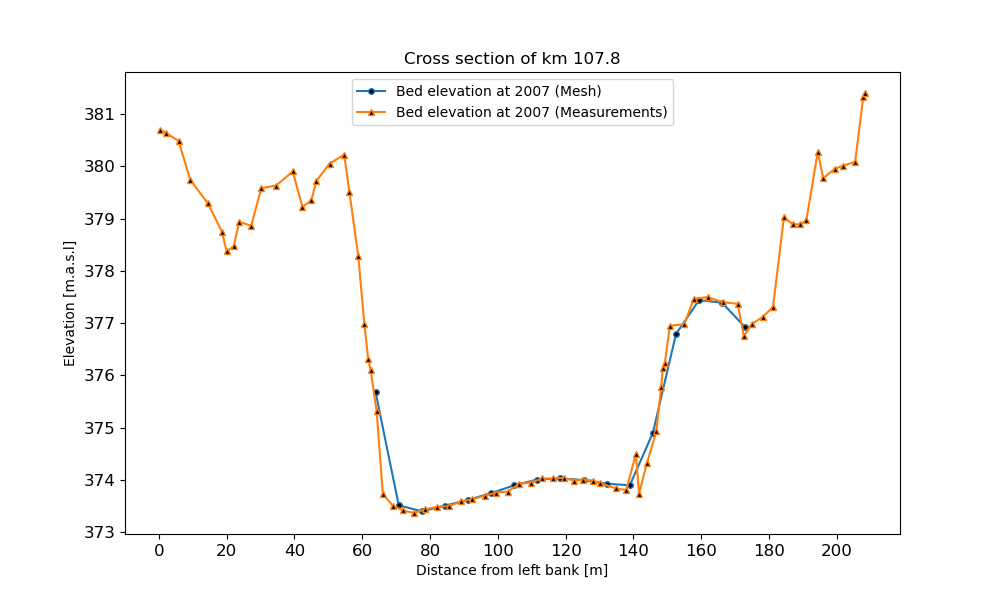 Cross section of km 107.8
Bed elevation at 2007 (Mesh)
Bed elevation at 2007 (Measurements)
Elevation [m.a.s.l]
381
380
379
378
377
376
375
374
373
0 20 40 60 80 100 120 140 160 180 200
Distance from left bank [m]